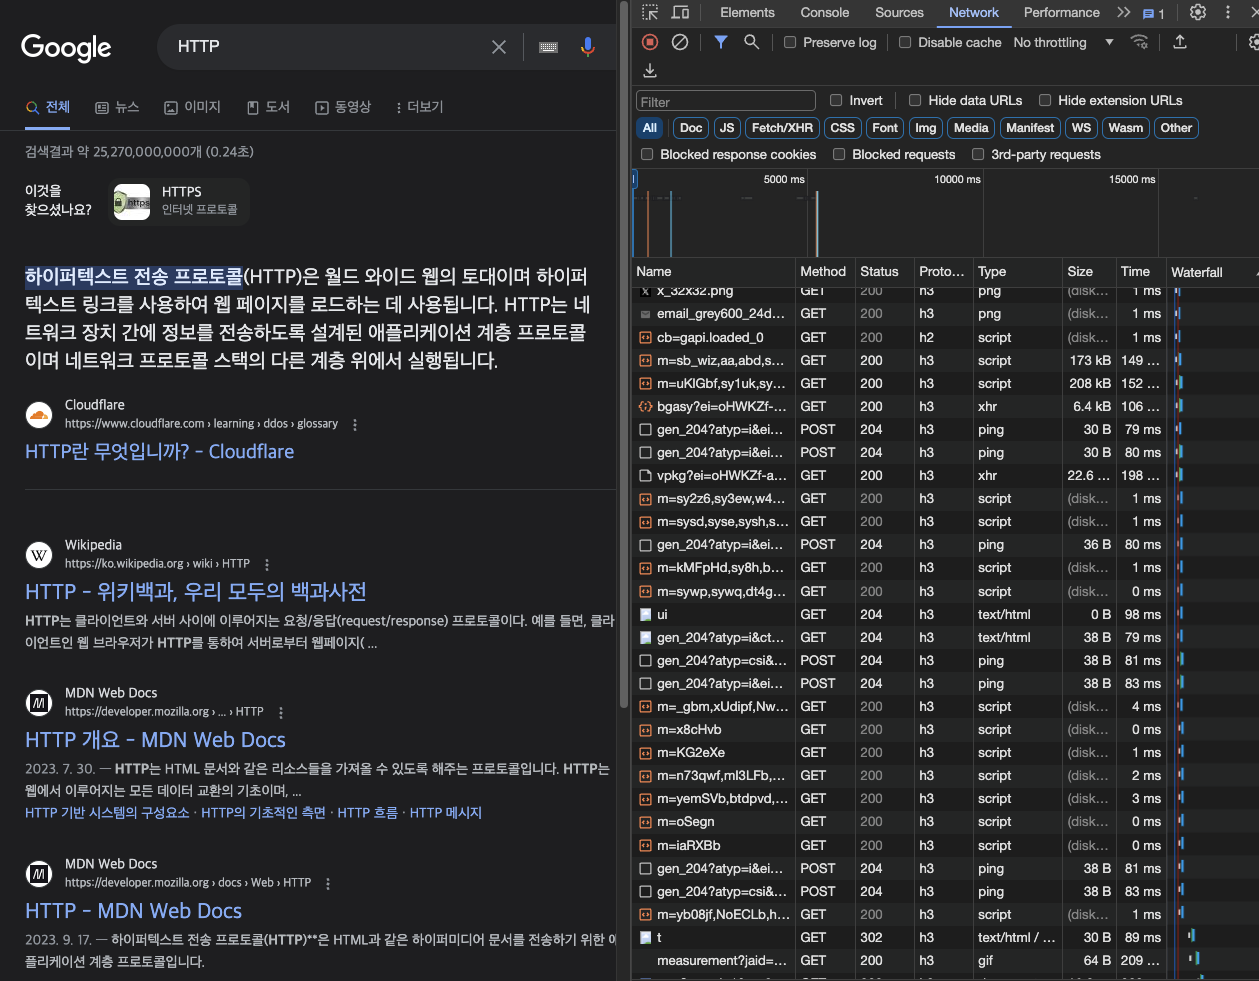 Google
HTTP
전체
뉴스
이미지
도서
동영상
더보기
검색결과 약 25,270,000,000개 (0.24초)
이것을
찾으셨나요?
https
HTTPS
인터넷 프로토콜
하이퍼텍스트 전송 프로토콜(HTTP)은 월드 와이드 웹의 토대이며 하이퍼
텍스트 링크를 사용하여 웹 페이지를 로드하는 데 사용됩니다. HTTP는 네
트워크 장치 간에 정보를 전송하도록 설계된 애플리케이션 계층 프로토콜
이며 네트워크 프로토콜 스택의 다른 계층 위에서 실행됩니다.
Cloudflare
https://www.cloudflare.com › learning › ddos › glossary
HTTP란 무엇입니까? - Cloudflare
W
Wikipedia
https://ko.wikipedia.org › wiki › HTTP
HTTP - 위키백과, 우리 모두의 백과사전
HTTP는 클라이언트와 서버 사이에 이루어지는 요청/응답(request/response) 프로토콜이다. 예를 들면, 클라
이언트인 웹 브라우저가 HTTP를 통하여 서버로부터 웹페이지( ...
MDN Web Docs
https://developer.mozilla.org › ... › HTTP
HTTP 개요 - MDN Web Docs
2023. 7. 30. — HTTP는 HTML 문서와 같은 리소스들을 가져올 수 있도록 해주는 프로토콜입니다. HTTP는
웹에서 이루어지는 모든 데이터 교환의 기초이며, ...
HTTP 기반 시스템의 구성요소 · HTTP의 기초적인 측면 · HTTP 흐름 · HTTP 메시지
MDN Web Docs
https://developer.mozilla.org › docs › Web › HTTP
HTTP - MDN Web Docs
2023. 9. 17. — 하이퍼텍스트 전송 프로토콜(HTTP)**은 HTML과 같은 하이퍼미디어 문서를 전송하기 위한 애
플리케이션 계층 프로토콜입니다.
Elements Console Sources Network Performance 1
Preserve log Disable cache No throttling
Filter Invert Hide data URLs Hide extension URLs
All Doc JS Fetch/XHR CSS Font Img Media Manifest WS Wasm Other
Blocked response cookies Blocked requests 3rd-party requests
5000 ms 10000 ms 15000 ms
Name Method Status Proto... Type Size Time Waterfall
x_32x32.png GET 200 h3 png (disk... 1 ms
email_grey600_24d... GET 200 h3 png (disk... 1 ms
cb=gapi.loaded_0 GET 200 h2 script (disk... 1 ms
m=sb_wiz,aa,abd,s... GET 200 h3 script 173 kB 149 ...
m=uKlGbf,sy1uk,sy... GET 200 h3 script 208 kB 152 ...
bgasy?ei=oHWKZf-... GET 200 h3 xhr 6.4 kB 106 ...
gen_204?atyp=i&ei... POST 204 h3 ping 30 B 79 ms
gen_204?atyp=i&ei... POST 204 h3 ping 30 B 80 ms
vpkg?ei=oHWKZf-a... GET 200 h3 xhr 22.6 ... 198 ...
m=sy2z6,sy3ew,w4... GET 200 h3 script (disk... 1 ms
m=sysd,syse,sysh,s... GET 200 h3 script (disk... 1 ms
gen_204?atyp=i&ei... POST 204 h3 ping 36 B 80 ms
m=kMFpHd,sy8h,b... GET 200 h3 script (disk... 1 ms
m=sywp,sywq,dt4g... GET 200 h3 script (disk... 0 ms
ui GET 204 h3 text/html 0 B 98 ms
gen_204?atyp=i&ct... GET 204 h3 text/html 38 B 79 ms
gen_204?atyp=csi&... POST 204 h3 ping 38 B 81 ms
gen_204?atyp=i&ei... POST 204 h3 ping 38 B 83 ms
m=_gbm,xUdipf,Nw... GET 200 h3 script (disk... 4 ms
m=x8cHvb GET 200 h3 script (disk... 0 ms
m=KG2eXe GET 200 h3 script (disk... 1 ms
m=n73qwf,mI3LFb,... GET 200 h3 script (disk... 2 ms
m=yemSVb,btdpvd,... GET 200 h3 script (disk... 3 ms
m=oSegn GET 200 h3 script (disk... 0 ms
m=iaRXBb GET 200 h3 script (disk... 0 ms
gen_204?atyp=i&ei... POST 204 h3 ping 38 B 81 ms
gen_204?atyp=csi&... POST 204 h3 ping 38 B 83 ms
m=yb08jf,NoECLb,h... GET 200 h3 script (disk... 1 ms
t GET 302 h3 text/html / ... 30 B 89 ms
measurement?jaid=... GET 200 h3 gif 64 B 209 ...